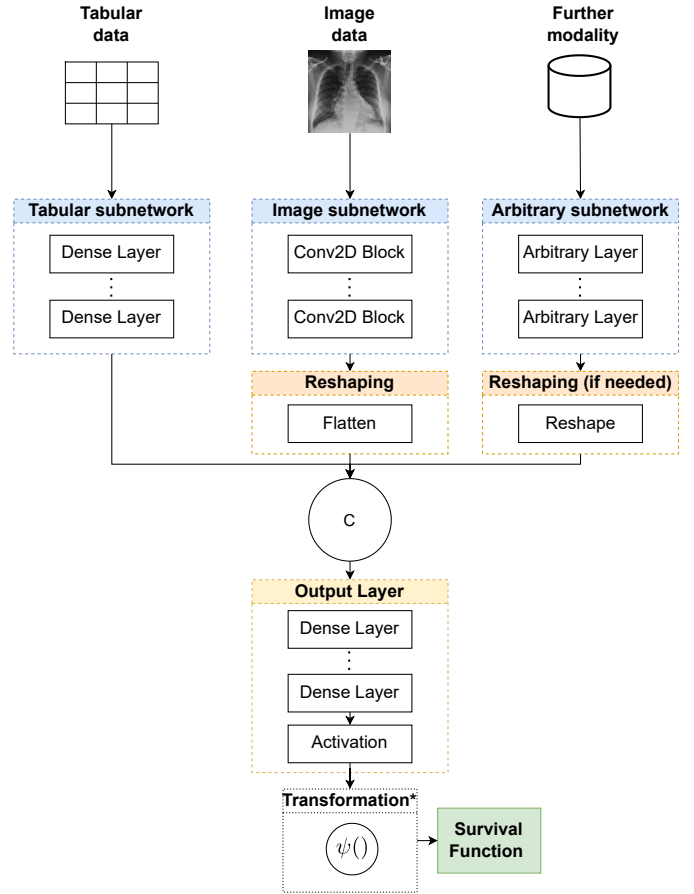 Tabular
data
Image
data
Further
modality
Tabular subnetwork
Dense Layer
Dense Layer
Image subnetwork
Conv2D Block
Conv2D Block
Arbitrary subnetwork
Arbitrary Layer
Arbitrary Layer
Reshaping
Flatten
Reshaping (if needed)
Reshape
C
Output Layer
Dense Layer
Dense Layer
Activation
Transformation*
ψ()
Survival
Function